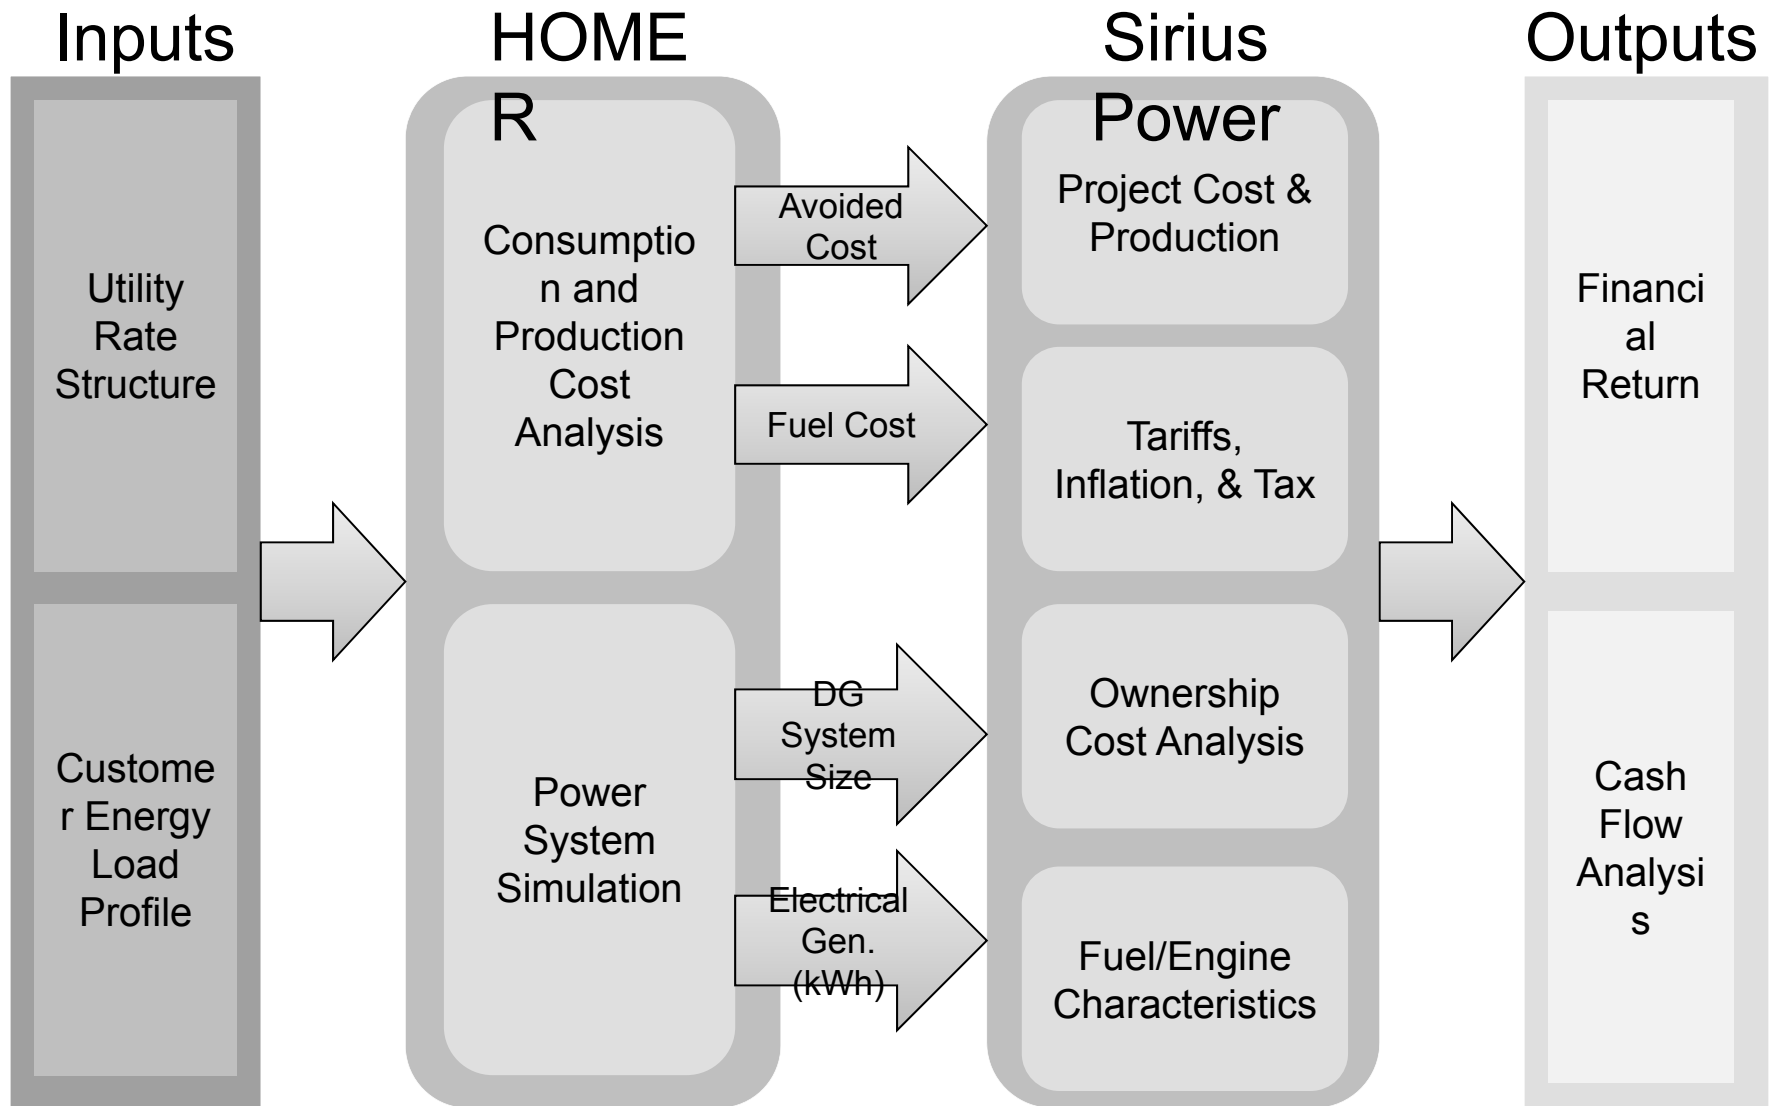 Inputs
HOME
R
Sirius
Power
Outputs
Utility
Rate
Structure
Custome
r Energy
Load
Profile
Consumptio
n and
Production
Cost
Analysis
Power
System
Simulation
Avoided
Cost
Fuel Cost
DG
System
Size
Electrical
Gen.
(kWh)
Project Cost &
Production
Tariffs,
Inflation, & Tax
Ownership
Cost Analysis
Fuel/Engine
Characteristics
Financi
al
Return
Cash
Flow
Analysi
s